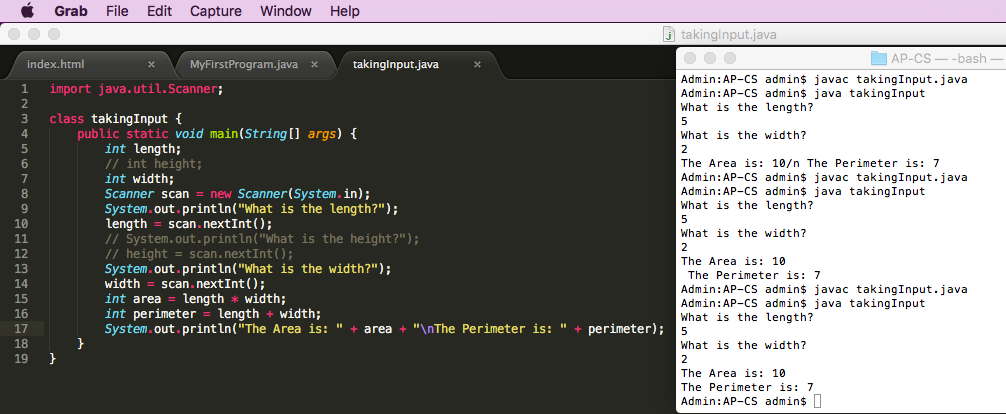 Grab File Edit Capture Window Help
takingInput.java
index.html × MyFirstProgram.java × takingInput.java ×
1 import java.util.Scanner;
2
3 class takingInput {
4     public static void main(String[] args) {
5         int length;
6         // int height;
7         int width;
8         Scanner scan = new Scanner(System.in);
9         System.out.println("What is the length?");
10         length = scan.nextInt();
11         // System.out.println("What is the height?");
12         // height = scan.nextInt();
13         System.out.println("What is the width?");
14         width = scan.nextInt();
15         int area = length * width;
16         int perimeter = length + width;
17         System.out.println("The Area is: " + area + "\nThe Perimeter is: " + perimeter);
18     }
19 }
AP-CS — -bash —
Admin:AP-CS admin$ javac takingInput.java
Admin:AP-CS admin$ java takingInput
What is the length?
5
What is the width?
2
The Area is: 10/n The Perimeter is: 7
Admin:AP-CS admin$ javac takingInput.java
Admin:AP-CS admin$ java takingInput
What is the length?
5
What is the width?
2
The Area is: 10
 The Perimeter is: 7
Admin:AP-CS admin$ javac takingInput.java
Admin:AP-CS admin$ java takingInput
What is the length?
5
What is the width?
2
The Area is: 10
The Perimeter is: 7
Admin:AP-CS admin$